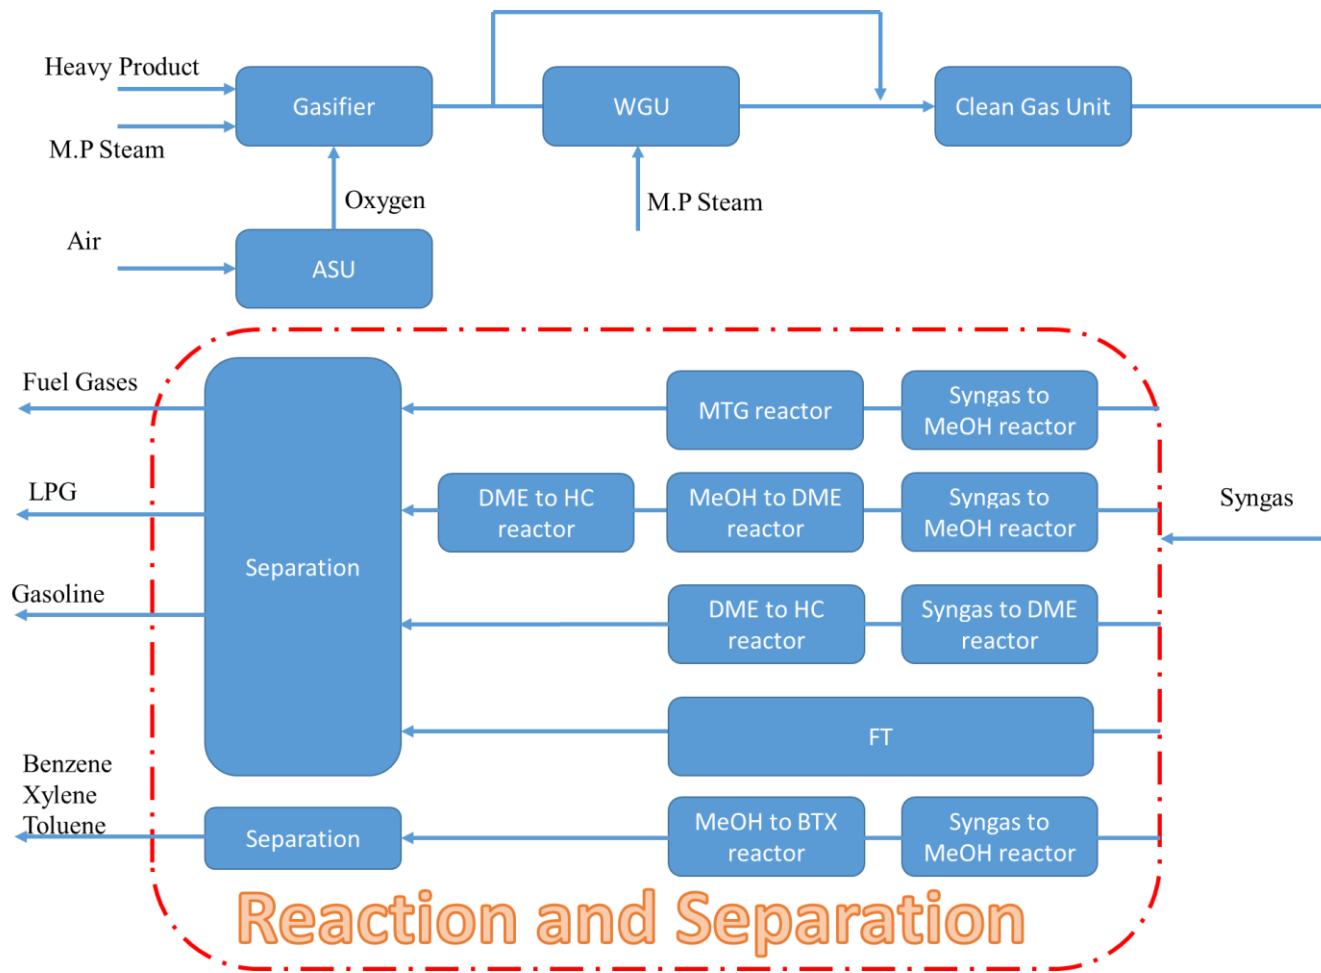 Heavy Product
M.P Steam
Gasifier
WGU
Clean Gas Unit
Oxygen
M.P Steam
Air
ASU
Fuel Gases
LPG
Gasoline
Benzene
Xylene
Toluene
Separation
MTG reactor
Syngas to
MeOH reactor
DME to HC
reactor
MeOH to DME
reactor
Syngas to
MeOH reactor
Syngas
DME to HC
reactor
Syngas to DME
reactor
FT
Separation
MeOH to BTX
reactor
Syngas to
MeOH reactor
Reaction and Separation